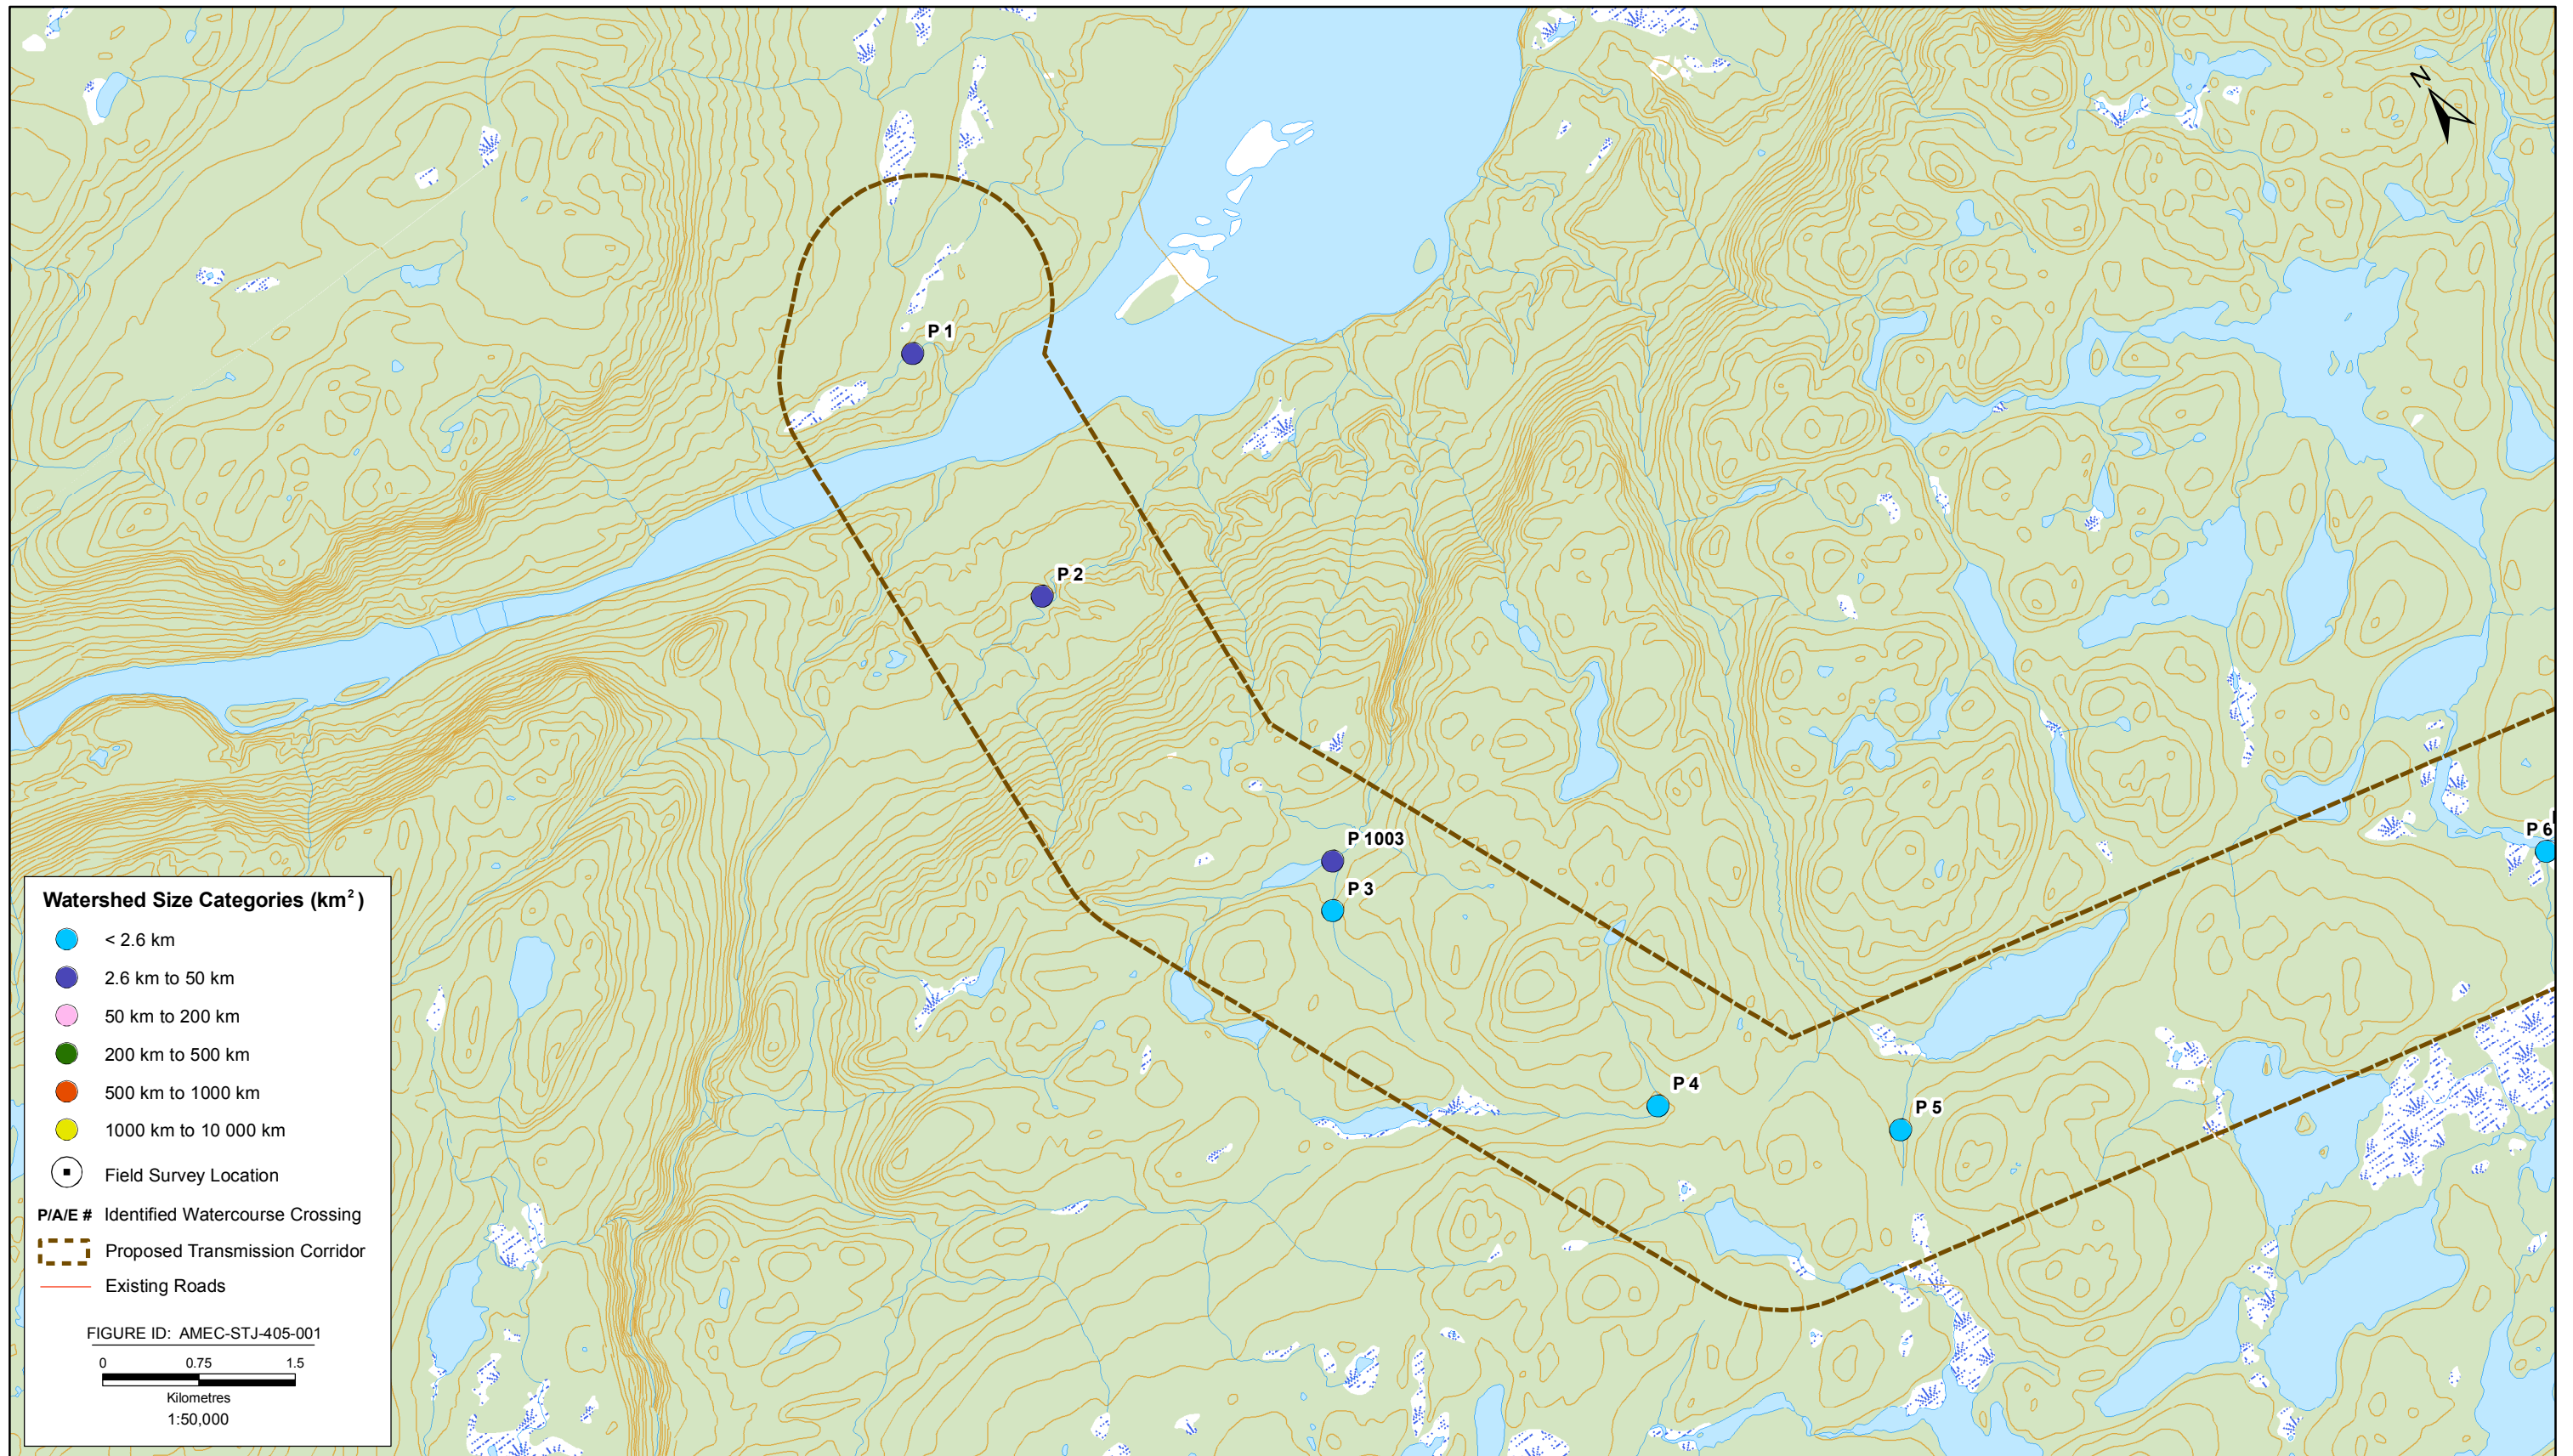 N
P 1
P 2
P 1003
P 3
P 4
P 5
P 6
Watershed Size Categories (km²)
< 2.6 km
2.6 km to 50 km
50 km to 200 km
200 km to 500 km
500 km to 1000 km
1000 km to 10 000 km
Field Survey Location
P/A/E # Identified Watercourse Crossing
Proposed Transmission Corridor
Existing Roads
FIGURE ID: AMEC-STJ-405-001
0 0.75 1.5
Kilometres
1:50,000